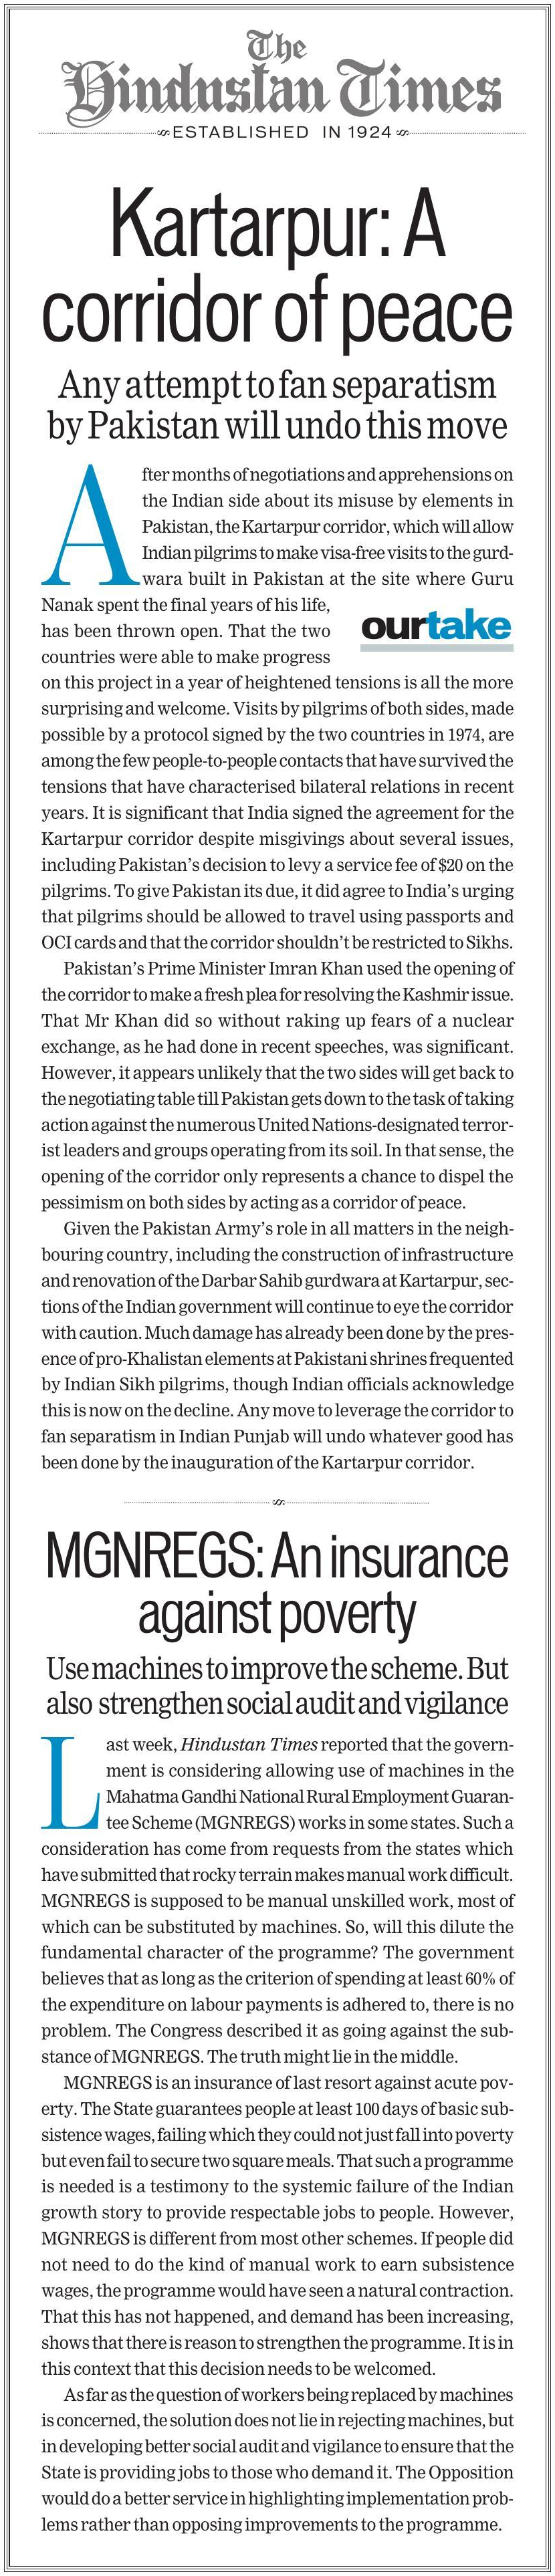 The
Hindustan Times
ESTABLISHED IN 1924
Kartarpur: A
corridor of peace
Any attempt to fan separatism
by Pakistan will undo this move
After months of negotiations and apprehensions on
the Indian side about its misuse by elements in
Pakistan, the Kartarpur corridor, which will allow
Indian pilgrims to make visa-free visits to the gurd-
wara built in Pakistan at the site where Guru
Nanak spent the final years of his life,
has been thrown open. That the two
countries were able to make progress
ourtake
on this project in a year of heightened tensions is all the more
surprising and welcome. Visits by pilgrims of both sides, made
possible by a protocol signed by the two countries in 1974, are
among the few people-to-people contacts that have survived the
tensions that have characterised bilateral relations in recent
years. It is significant that India signed the agreement for the
Kartarpur corridor despite misgivings about several issues,
including Pakistan's decision to levy a service fee of $20 on the
pilgrims. To give Pakistan its due, it did agree to India's urging
that pilgrims should be allowed to travel using passports and
OCI cards and that the corridor shouldn't be restricted to Sikhs.
Pakistan's Prime Minister Imran Khan used the opening of
the corridor to make a fresh plea for resolving the Kashmir issue.
That Mr Khan did so without raking up fears of a nuclear
exchange, as he had done in recent speeches, was significant.
However, it appears unlikely that the two sides will get back to
the negotiating table till Pakistan gets down to the task of taking
action against the numerous United Nations-designated terror-
ist leaders and groups operating from its soil. In that sense, the
opening of the corridor only represents a chance to dispel the
pessimism on both sides by acting as a corridor of peace.
Given the Pakistan Army's role in all matters in the neigh-
bouring country, including the construction of infrastructure
and renovation of the Darbar Sahib gurdwara at Kartarpur, sec-
tions of the Indian government will continue to eye the corridor
with caution. Much damage has already been done by the pres-
ence of pro-Khalistan elements at Pakistani shrines frequented
by Indian Sikh pilgrims, though Indian officials acknowledge
this is now on the decline. Any move to leverage the corridor to
fan separatism in Indian Punjab will undo whatever good has
been done by the inauguration of the Kartarpur corridor.
MGNREGS: An insurance
against poverty
Use machines to improve the scheme. But
also strengthen social audit and vigilance
Last week, Hindustan Times reported that the govern-
ment is considering allowing use of machines in the
Mahatma Gandhi National Rural Employment Guaran-
tee Scheme (MGNREGS) works in some states. Such a
consideration has come from requests from the states which
have submitted that rocky terrain makes manual work difficult.
MGNREGS is supposed to be manual unskilled work, most of
which can be substituted by machines. So, will this dilute the
fundamental character of the programme? The government
believes that as long as the criterion of spending at least 60% of
the expenditure on labour payments is adhered to, there is no
problem. The Congress described it as going against the sub-
stance of MGNREGS. The truth might lie in the middle.
MGNREGS is an insurance of last resort against acute pov-
erty. The State guarantees people at least 100 days of basic sub-
sistence wages, failing which they could not just fall into poverty
but even fail to secure two square meals. That such a programme
is needed is a testimony to the systemic failure of the Indian
growth story to provide respectable jobs to people. However,
MGNREGS is different from most other schemes. If people did
not need to do the kind of manual work to earn subsistence
wages, the programme would have seen a natural contraction.
That this has not happened, and demand has been increasing,
shows that there is reason to strengthen the programme. It is in
this context that this decision needs to be welcomed.
As far as the question of workers being replaced by machines
is concerned, the solution does not lie in rejecting machines, but
in developing better social audit and vigilance to ensure that the
State is providing jobs to those who demand it. The Opposition
would do a better service in highlighting implementation prob-
lems rather than opposing improvements to the programme.